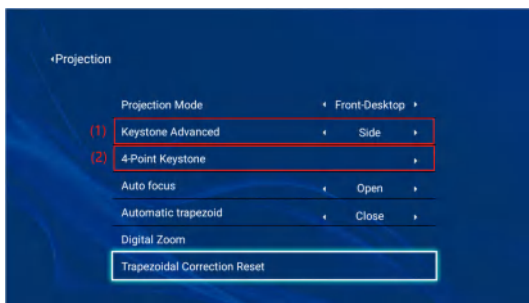 Projection
Projection Mode Front-Desktop
(1) Keystone Advanced Side
(2) 4-Point Keystone
Auto focus Open
Automatic trapezoid Close
Digital Zoom
Trapezoidal Correction Reset